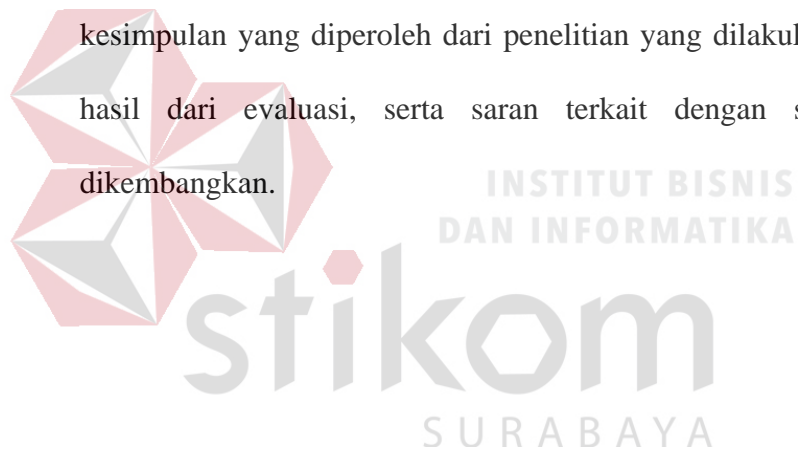 kesimpulan yang diperoleh dari penelitian yang
hasil dari evaluasi, serta saran terkait dengan
dikembangkan.
INSTITUT BISNIS
DAN INFORMATIKA
stikom
SURABAYA